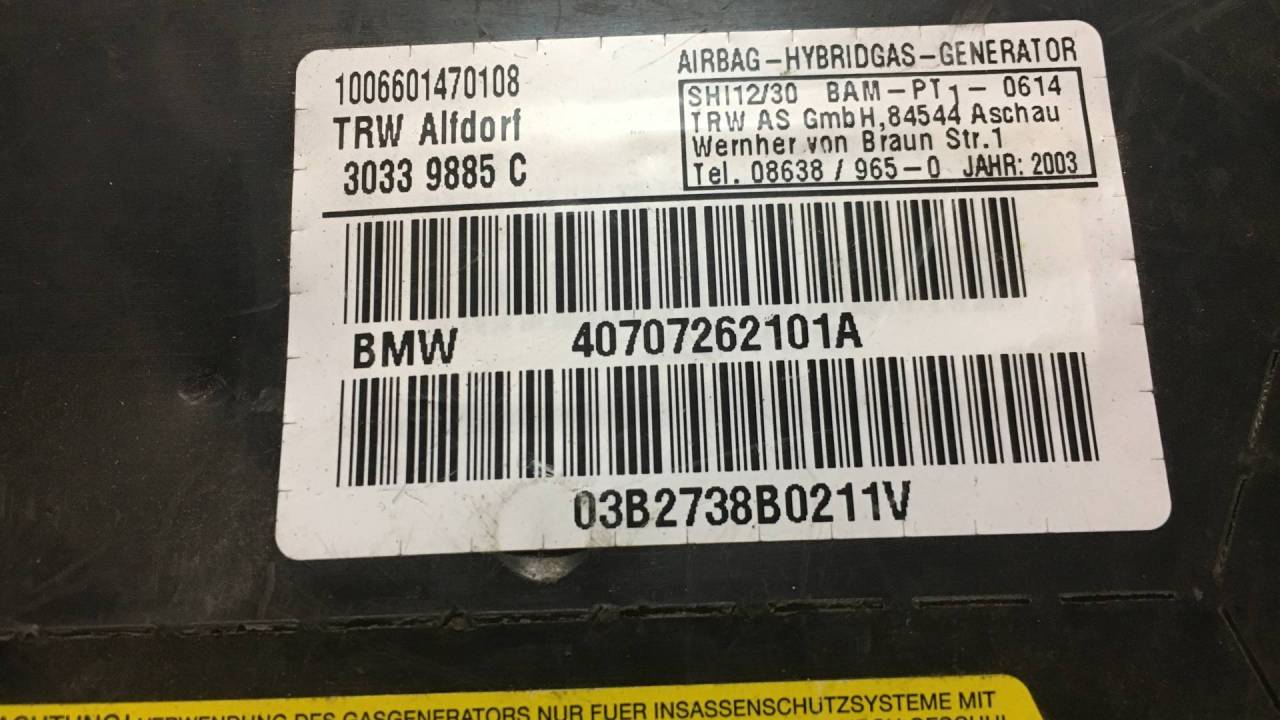 1006601470108
TRW Alfdorf
3033 9885 C
AIRBAG-HYBRIDGAS-GENERATOR
SHI12/30 BAM-PT1- 0614
TRW AS GmbH,84544 Aschau
Wernher von Braun Str.1
Tel. 08638 / 965-0 JAHR: 2003
BMW 40707262101A
03B2738B0211V
ACHTUNG! VERWENDUNG DES GASGENERATORS NUR FUER INSASSENSCHUTZSYSTEME MIT